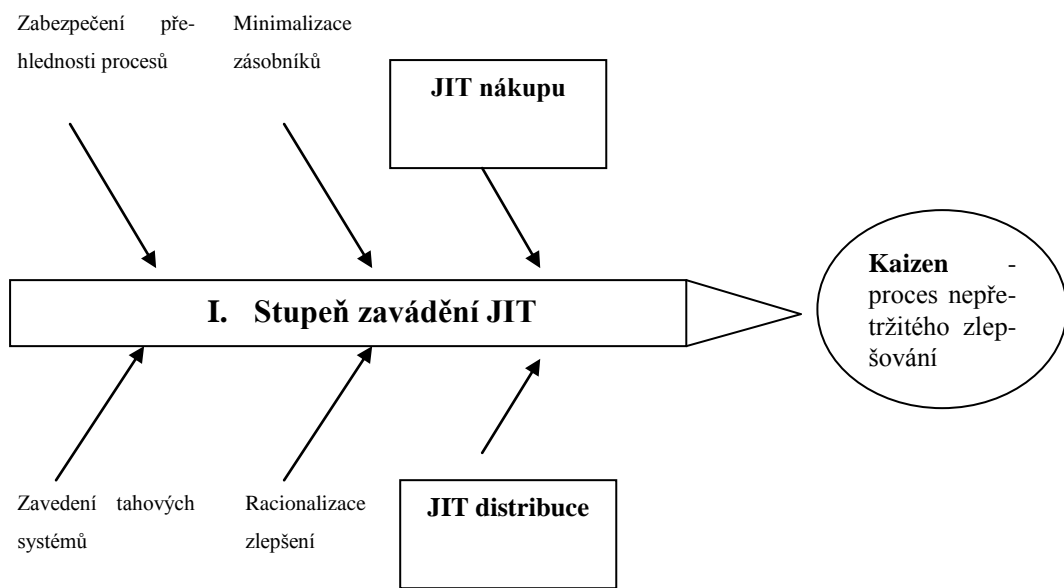 Zabezpečení pře-
hlednosti procesů
Minimalizace
zásobníků
JIT nákupu
Kaizen -
proces nepře-
tržitého zlep-
šování
I. Stupeň zavádění JIT
Zavedení tahových
systémů
Racionalizace
zlepšení
JIT distribuce